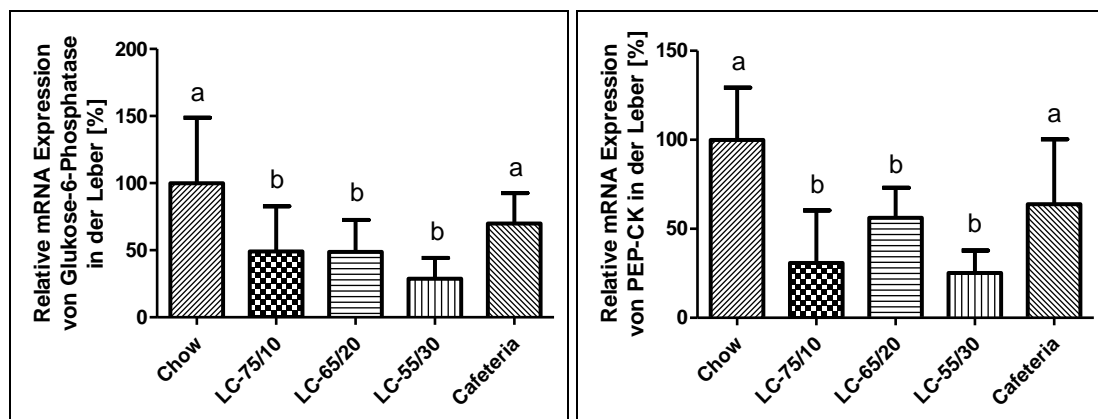 Relative mRNA Expression
von Glukose-6-Phosphatase
in der Leber [%]
200
150
100
50
0
a
b
b
b
a
Chow
LC-75/10
LC-65/20
LC-55/30
Cafeteria
Relative mRNA Expression
von PEP-CK in der Leber [%]
150
100
50
0
a
b
b
b
a
Chow
LC-75/10
LC-65/20
LC-55/30
Cafeteria